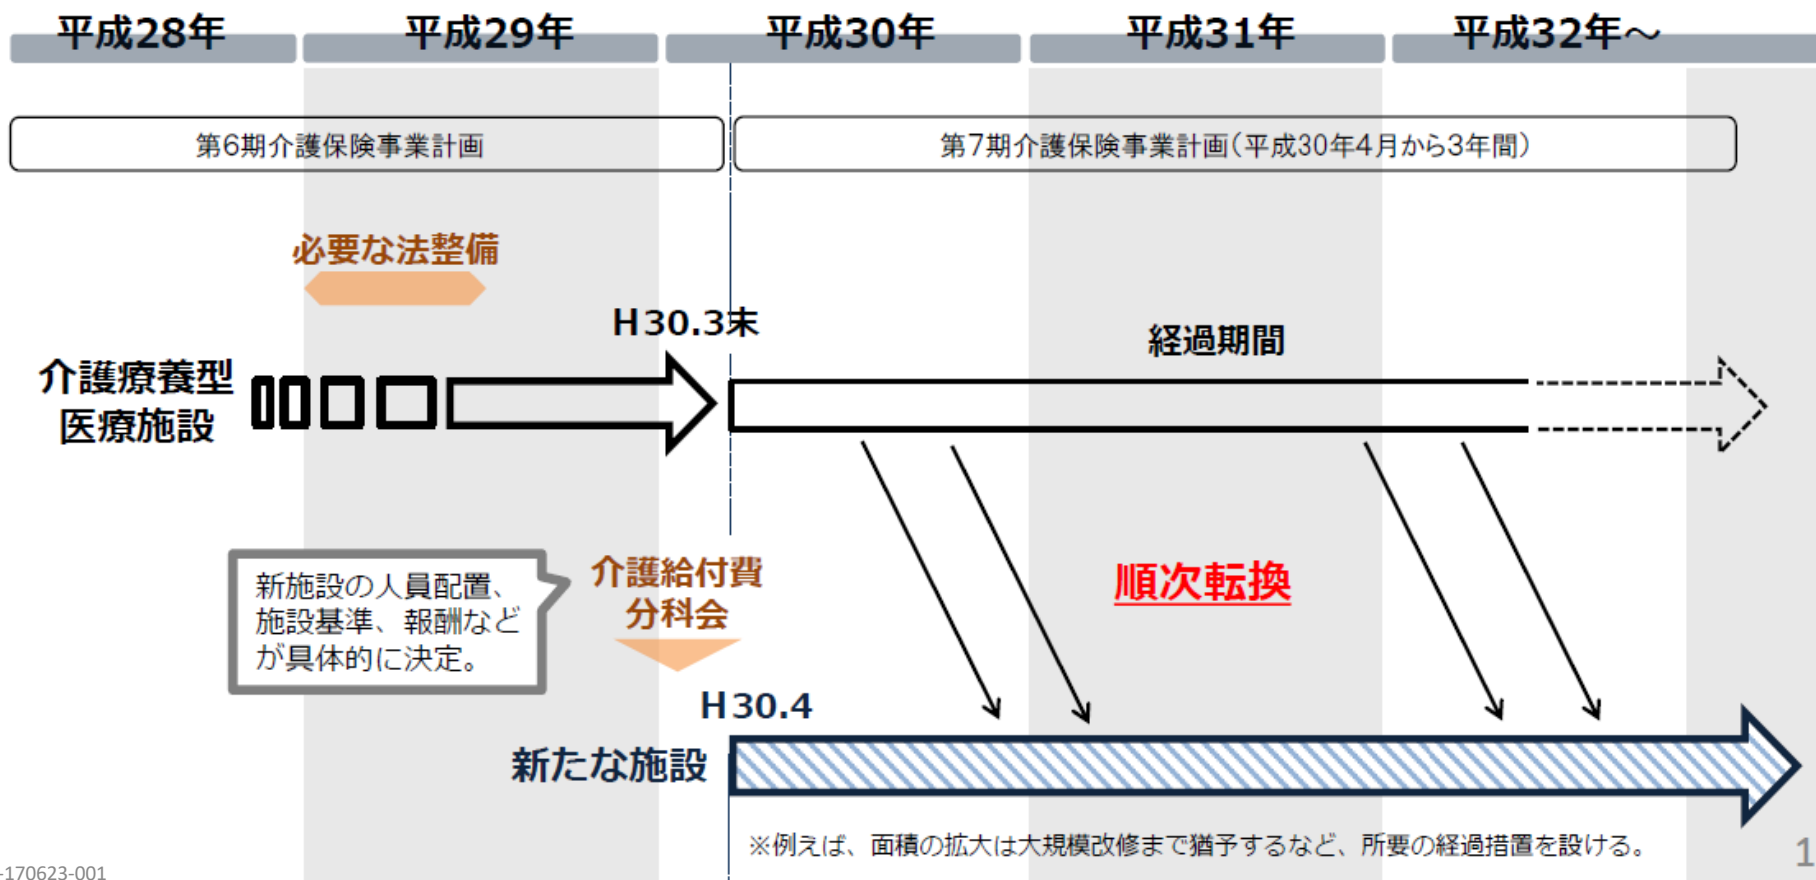 平成28年
平成29年
平成30年
平成31年
平成32年～
第6期介護保険事業計画
第7期介護保険事業計画(平成30年4月から3年間)
必要な法整備
H30.3末
経過期間
介護療養型
医療施設
新施設の人員配置、
施設基準、報酬など
が具体的に決定。
介護給付費
分科会
順次転換
H30.4
新たな施設
※例えば、面積の拡大は大規模改修まで猶予するなど、所要の経過措置を設ける。
1
-170623-001